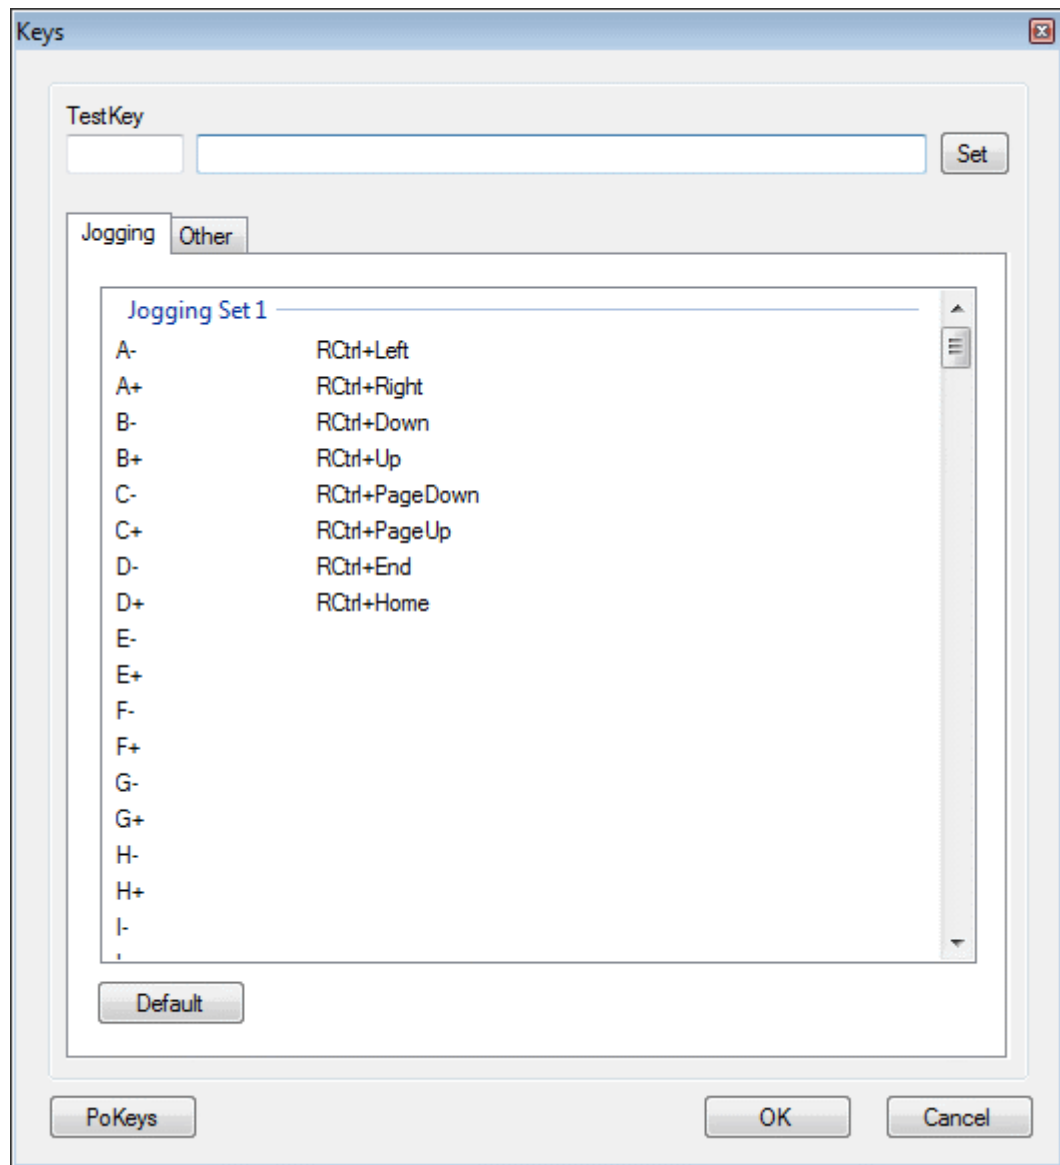 Keys
TestKey
Set
Jogging Other
Jogging Set 1
A- RCtrl+Left
A+ RCtrl+Right
B- RCtrl+Down
B+ RCtrl+Up
C- RCtrl+PageDown
C+ RCtrl+PageUp
D- RCtrl+End
D+ RCtrl+Home
E-
E+
F-
F+
G-
G+
H-
H+
I-
Default
PoKeys OK Cancel